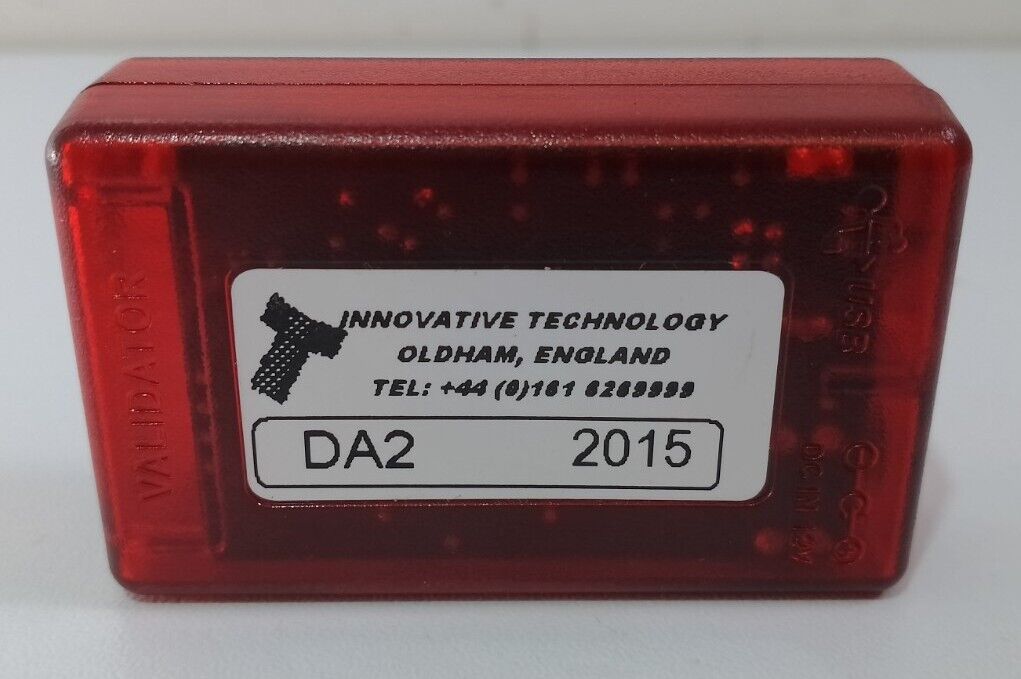 INNOVATIVE TECHNOLOGY
OLDHAM, ENGLAND
TEL: +44 (0)161 6269999
DA2 2015
VALIDATOR
USB
DC IN 12V